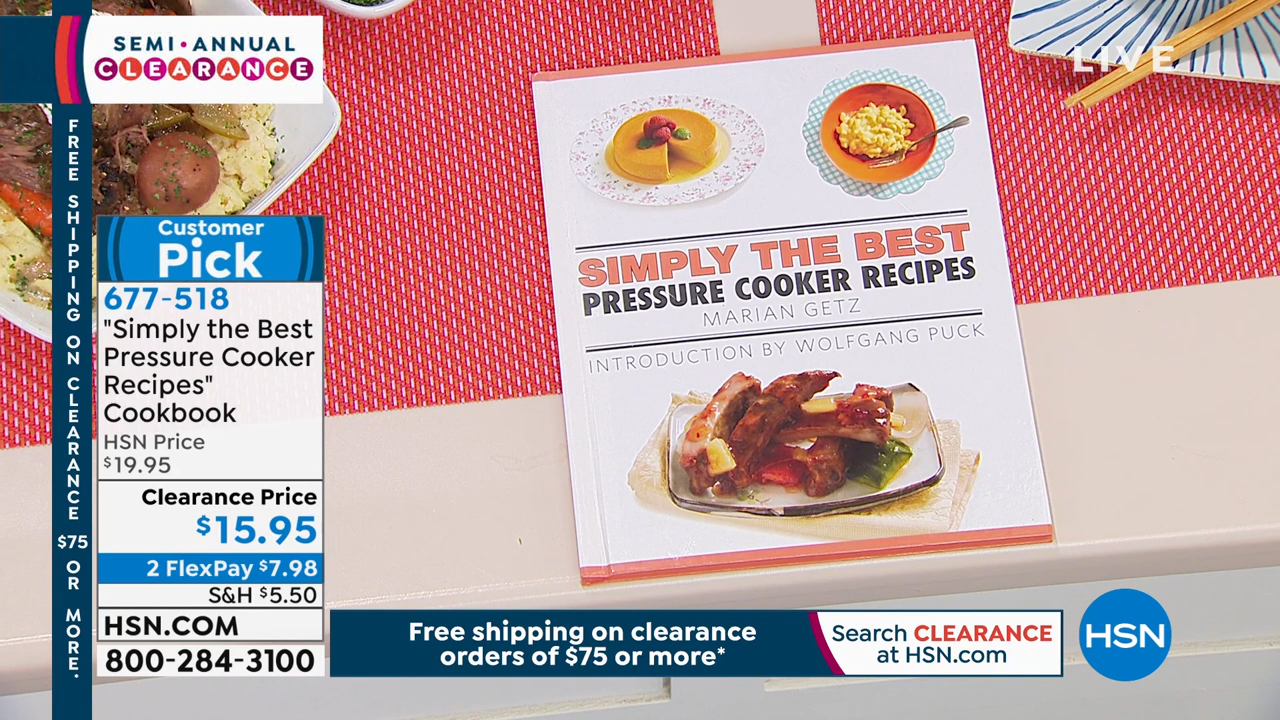 SEMI•ANNUAL
CLEARANCE
LIVE
FREE SHIPPING ON CLEARANCE $75 OR MORE.
Customer
Pick
677-518
"Simply the Best
Pressure Cooker
Recipes"
Cookbook
HSN Price
$19.95
Clearance Price
$15.95
2 FlexPay $7.98
S&H $5.50
HSN.COM
800-284-3100
SIMPLY THE BEST
PRESSURE COOKER RECIPES
MARIAN GETZ
INTRODUCTION BY WOLFGANG PUCK
Free shipping on clearance
orders of $75 or more*
Search CLEARANCE
at HSN.com
HSN